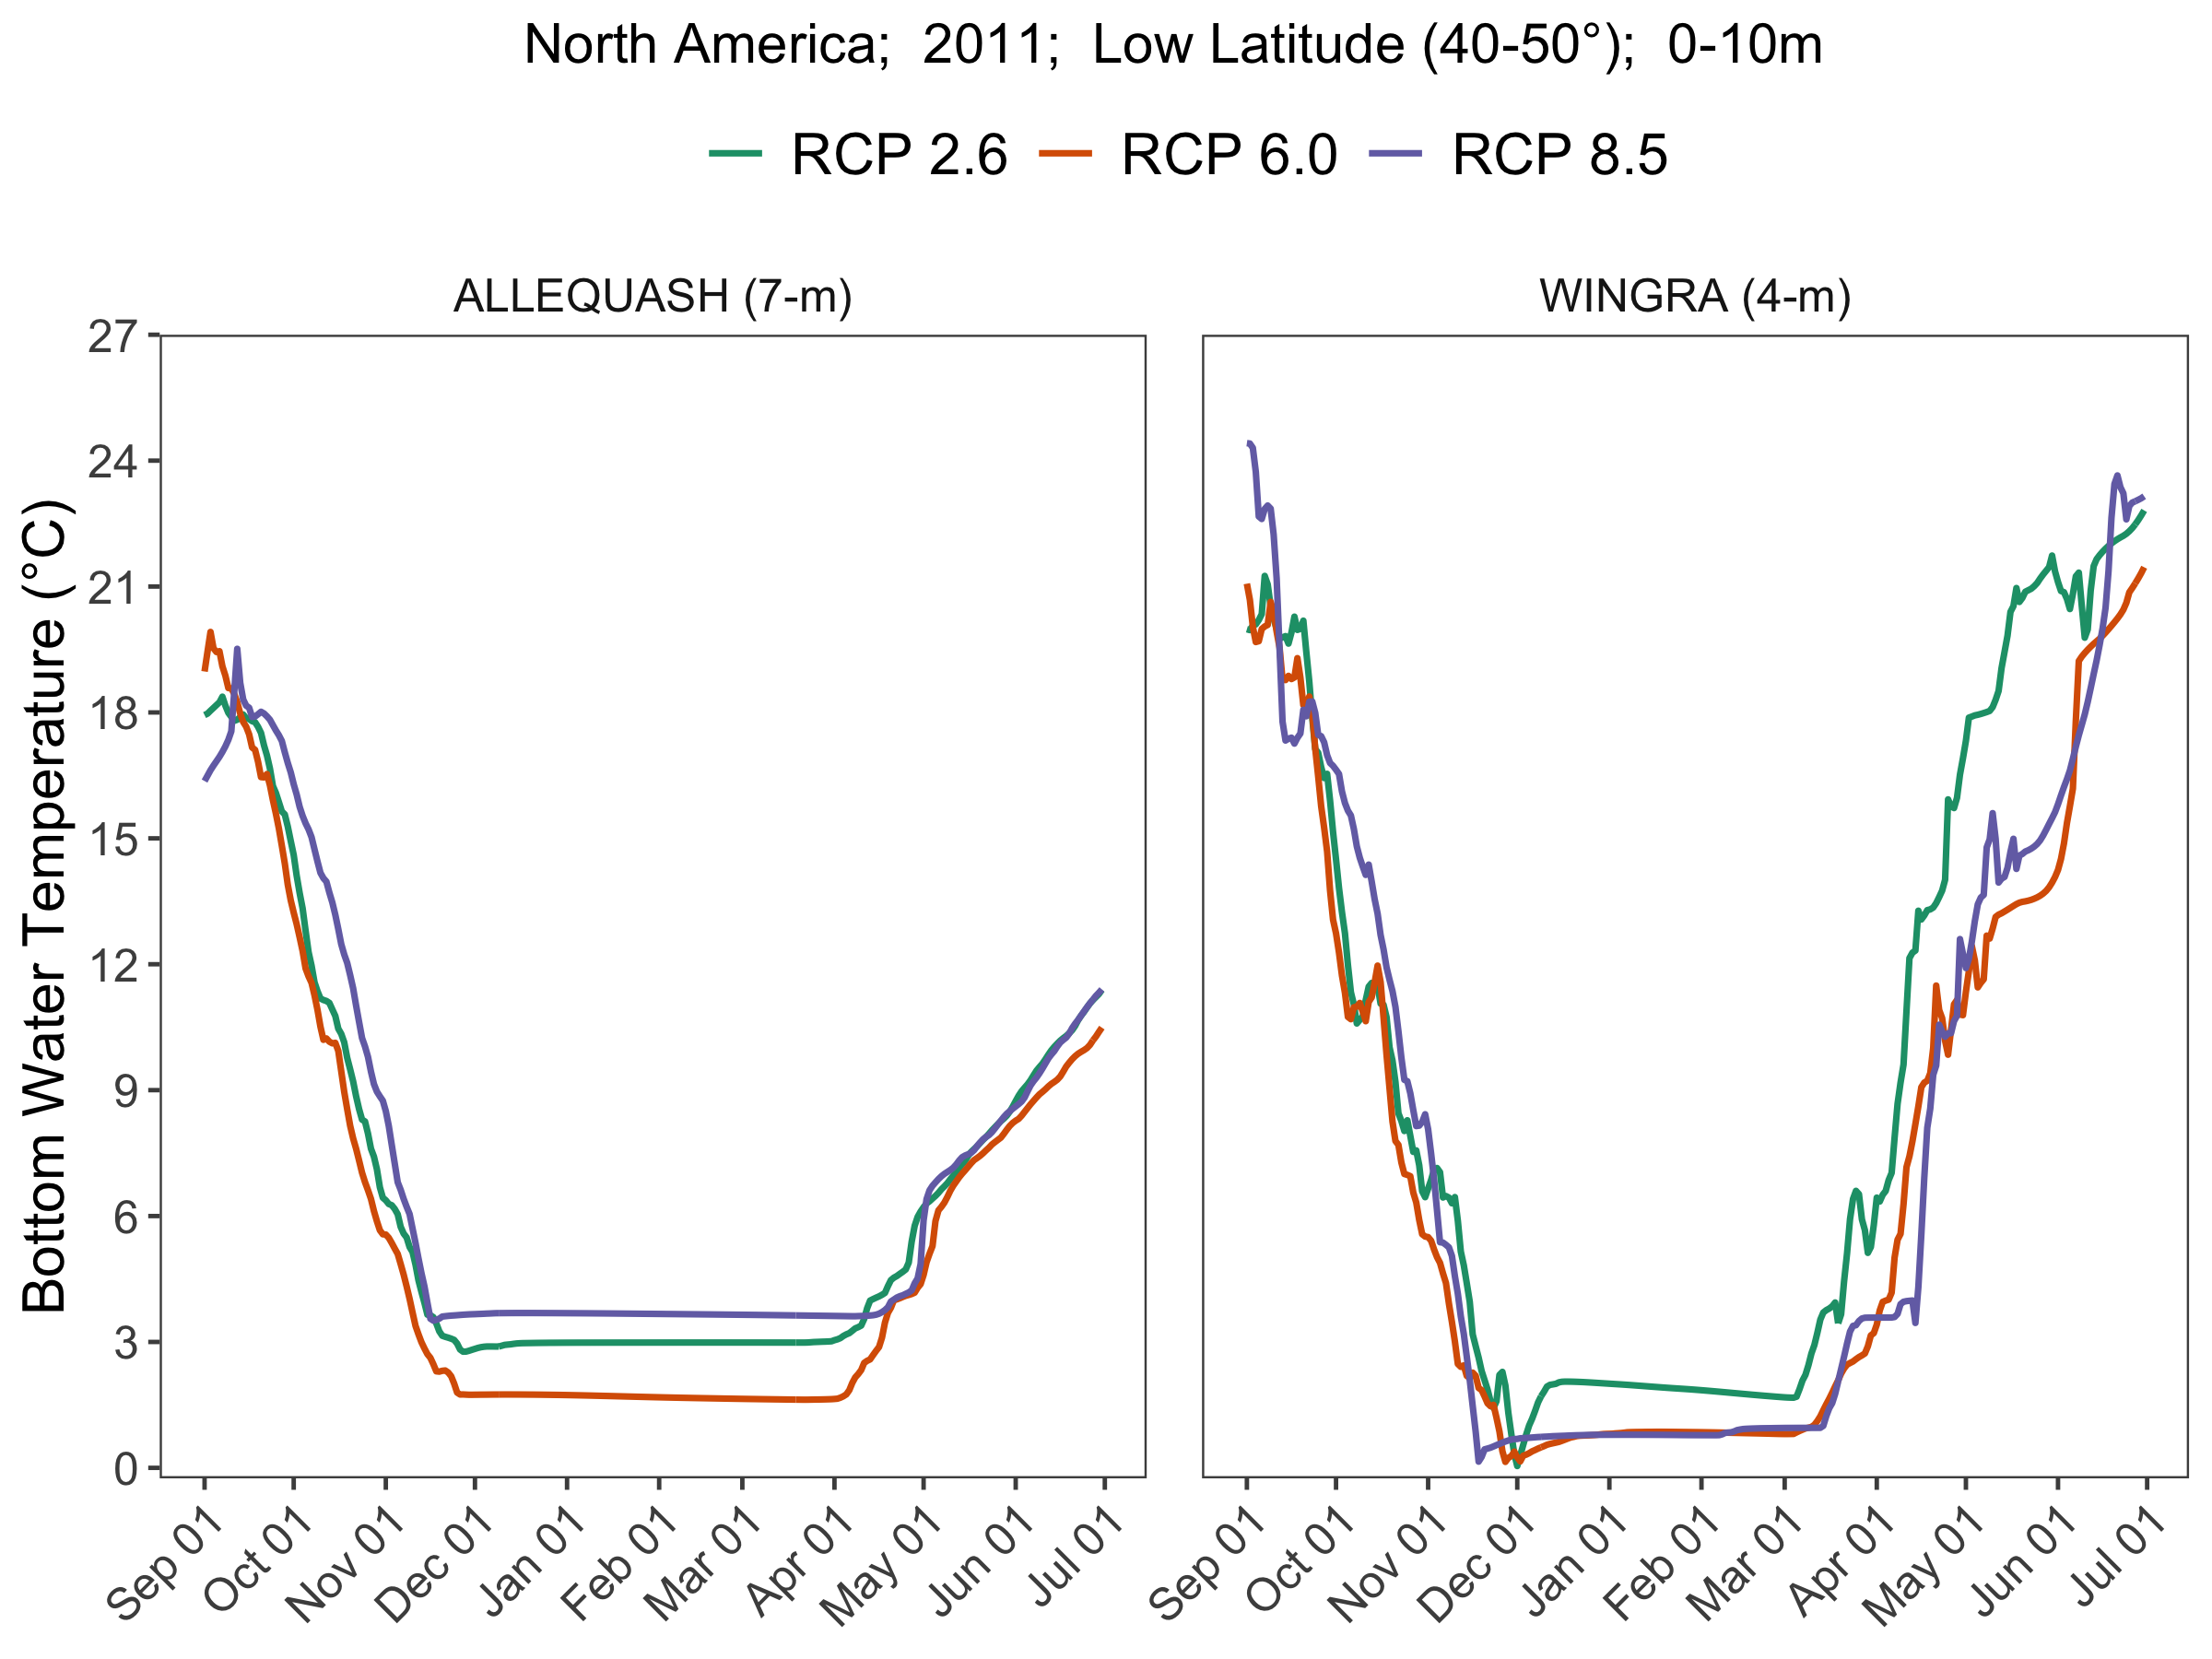 North America;  2011;  Low Latitude (40-50°);  0-10m
RCP 2.6 RCP 6.0 RCP 8.5
ALLEQUASH (7-m)
WINGRA (4-m)
Bottom Water Temperature (°C)
27
24
21
18
15
12
9
6
3
0
Sep 01 Oct 01 Nov 01 Dec 01 Jan 01 Feb 01 Mar 01 Apr 01 May 01 Jun 01 Jul 01
Sep 01 Oct 01 Nov 01 Dec 01 Jan 01 Feb 01 Mar 01 Apr 01 May 01 Jun 01 Jul 01